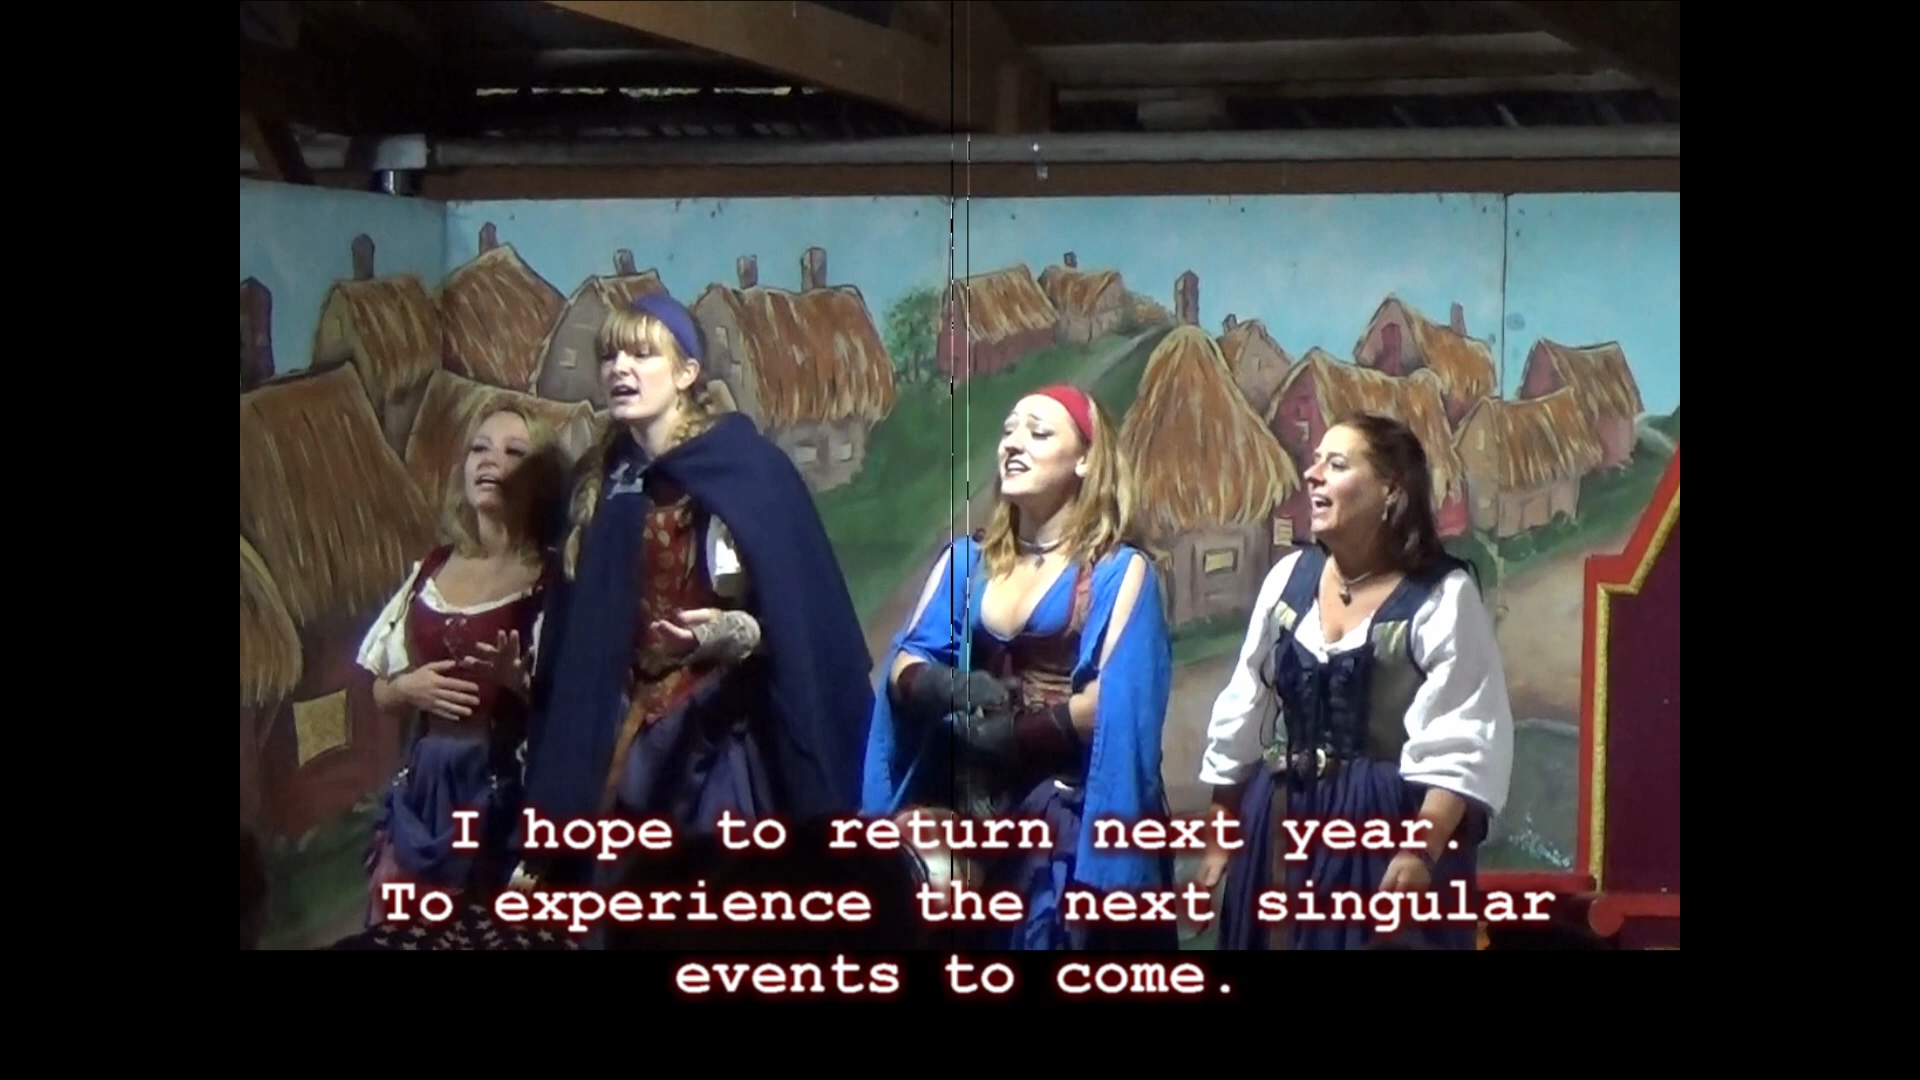 I hope to return next year.
To experience the next singular
events to come.